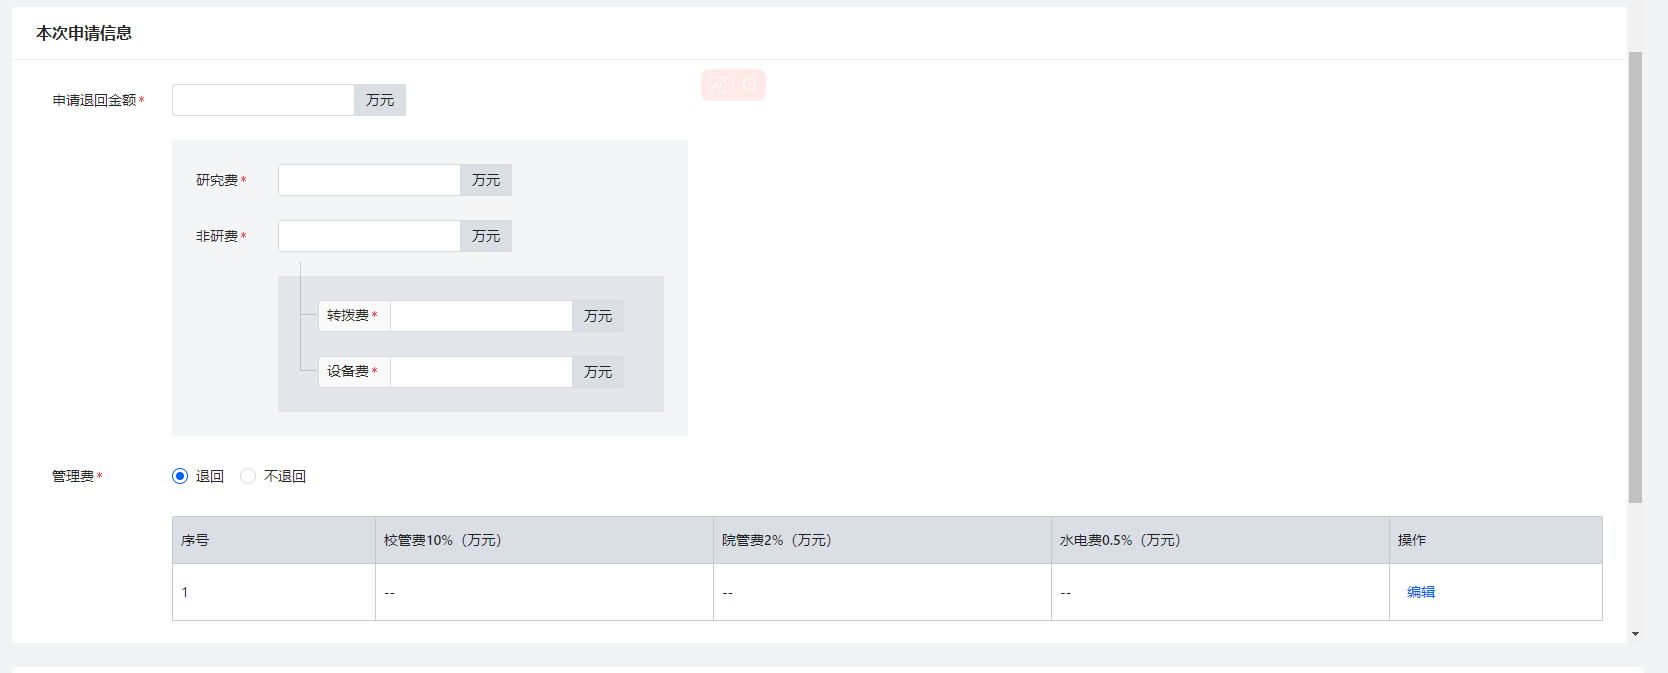 本次申请信息
申请退回金额* 万元
研究费* 万元
非研费* 万元
转拨费* 万元
设备费* 万元
管理费* 退回 不退回
序号 校管费10%（万元） 院管费2%（万元） 水电费0.5%（万元） 操作
1 -- -- -- 编辑